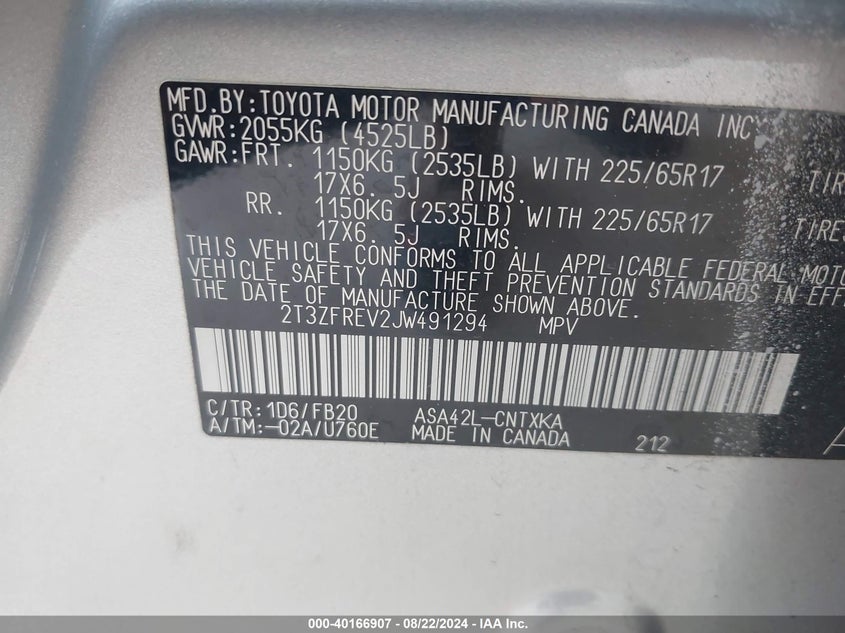 MFD.BY:TOYOTA MOTOR MANUFACTURING CANADA INC
GVWR:2055KG (4525LB)
GAWR:FRT. 1150KG (2535LB) WITH 225/65R17
17X6. 5J RIMS.
RR. 1150KG (2535LB) WITH 225/65R17 TIRES
17X6. 5J RIMS.
THIS VEHICLE CONFORMS TO ALL APPLICABLE FEDERAL
VEHICLE SAFETY AND THEFT PREVENTION STANDARDS IN
THE DATE OF MANUFACTURE SHOWN ABOVE.
2T3ZFREV2JW491294 MPV
C/TR:1D6/FB20 ASA42L-CNTXKA
A/TM:-02A/U760E MADE IN CANADA 212
000-40166907 - 08/22/2024 - IAA Inc.